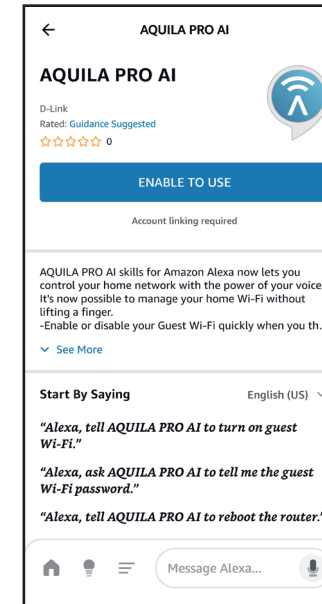 AQUILA PRO AI
AQUILA PRO AI
D-Link
Rated: Guidance Suggested
0
ENABLE TO USE
Account linking required
AQUILA PRO AI skills for Amazon Alexa now lets you
control your home network with the power of your voice
It's now possible to manage your home Wi-Fi without
lifting a finger.
-Enable or disable your Guest Wi-Fi quickly when you th..
See More
Start By Saying
English (US)
“Alexa, tell AQUILA PRO AI to turn on guest
Wi-Fi.”
“Alexa, ask AQUILA PRO AI to tell me the guest
Wi-Fi password.”
“Alexa, tell AQUILA PRO AI to reboot the router.”
Message Alexa...